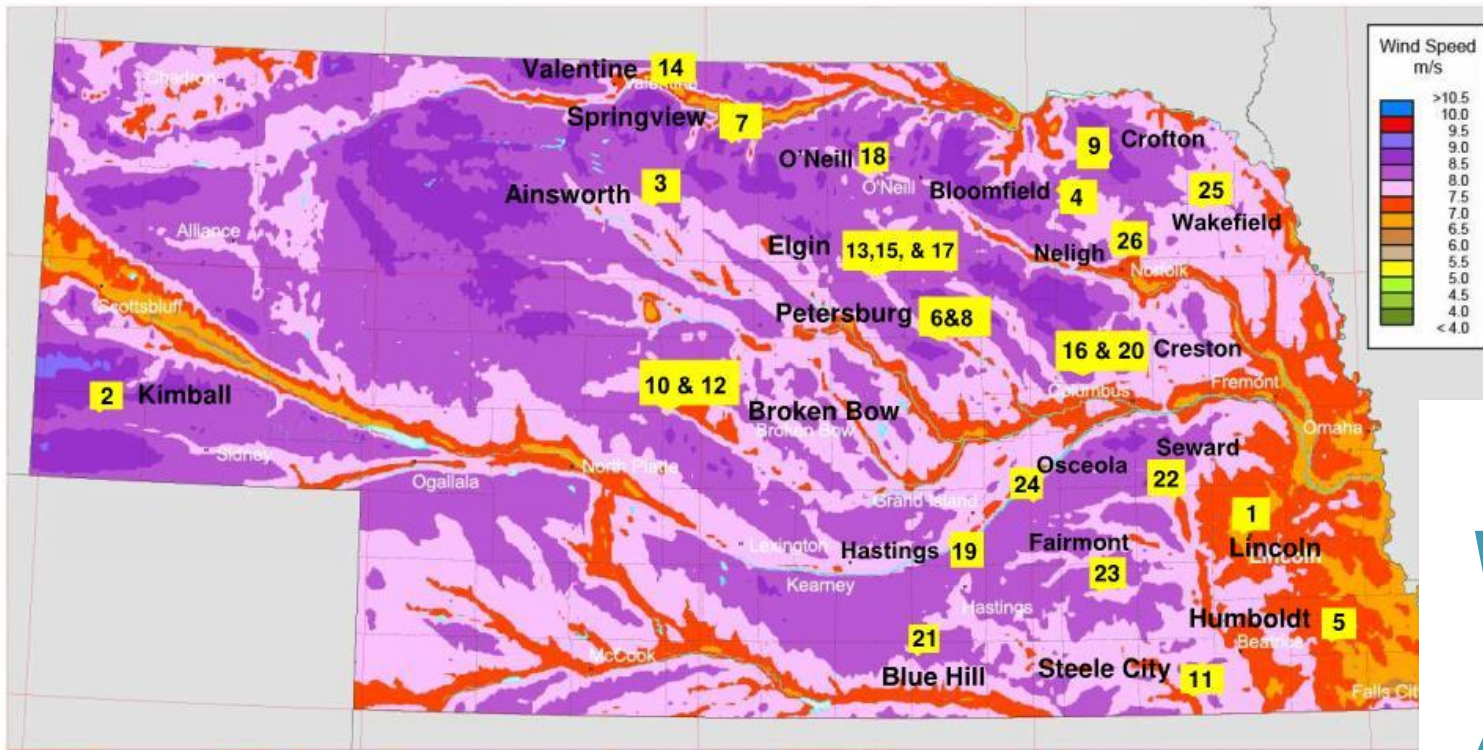 Wind Speed
m/s
>10.5
10.0
9.5
9.0
8.5
8.0
7.5
7.0
6.5
6.0
5.5
5.0
4.5
4.0
< 4.0
Chadron
Valentine 14
Valentine
Springview 7
O'Neill 18
O'Neill
9 Crofton
Ainsworth 3
Bloomfield 4
25
Wakefield
Alliance
Elgin 13,15, & 17
Neligh 26
Norfolk
Scottsbluff
Petersburg 6&8
16 & 20 Creston
2 Kimball
10 & 12
Columbus
Fremont
Broken Bow
Broken Bow
Omaha
Sidney
North Platte
Ogallala
Seward
Osceola 22
24
Grand Island
1
Lincoln
Lincoln
Lexington
Hastings 19
Fairmont
23
Kearney
Hastings
Humboldt 5
Beatrice
21
McCook
Blue Hill
Steele City 11
Falls Cit